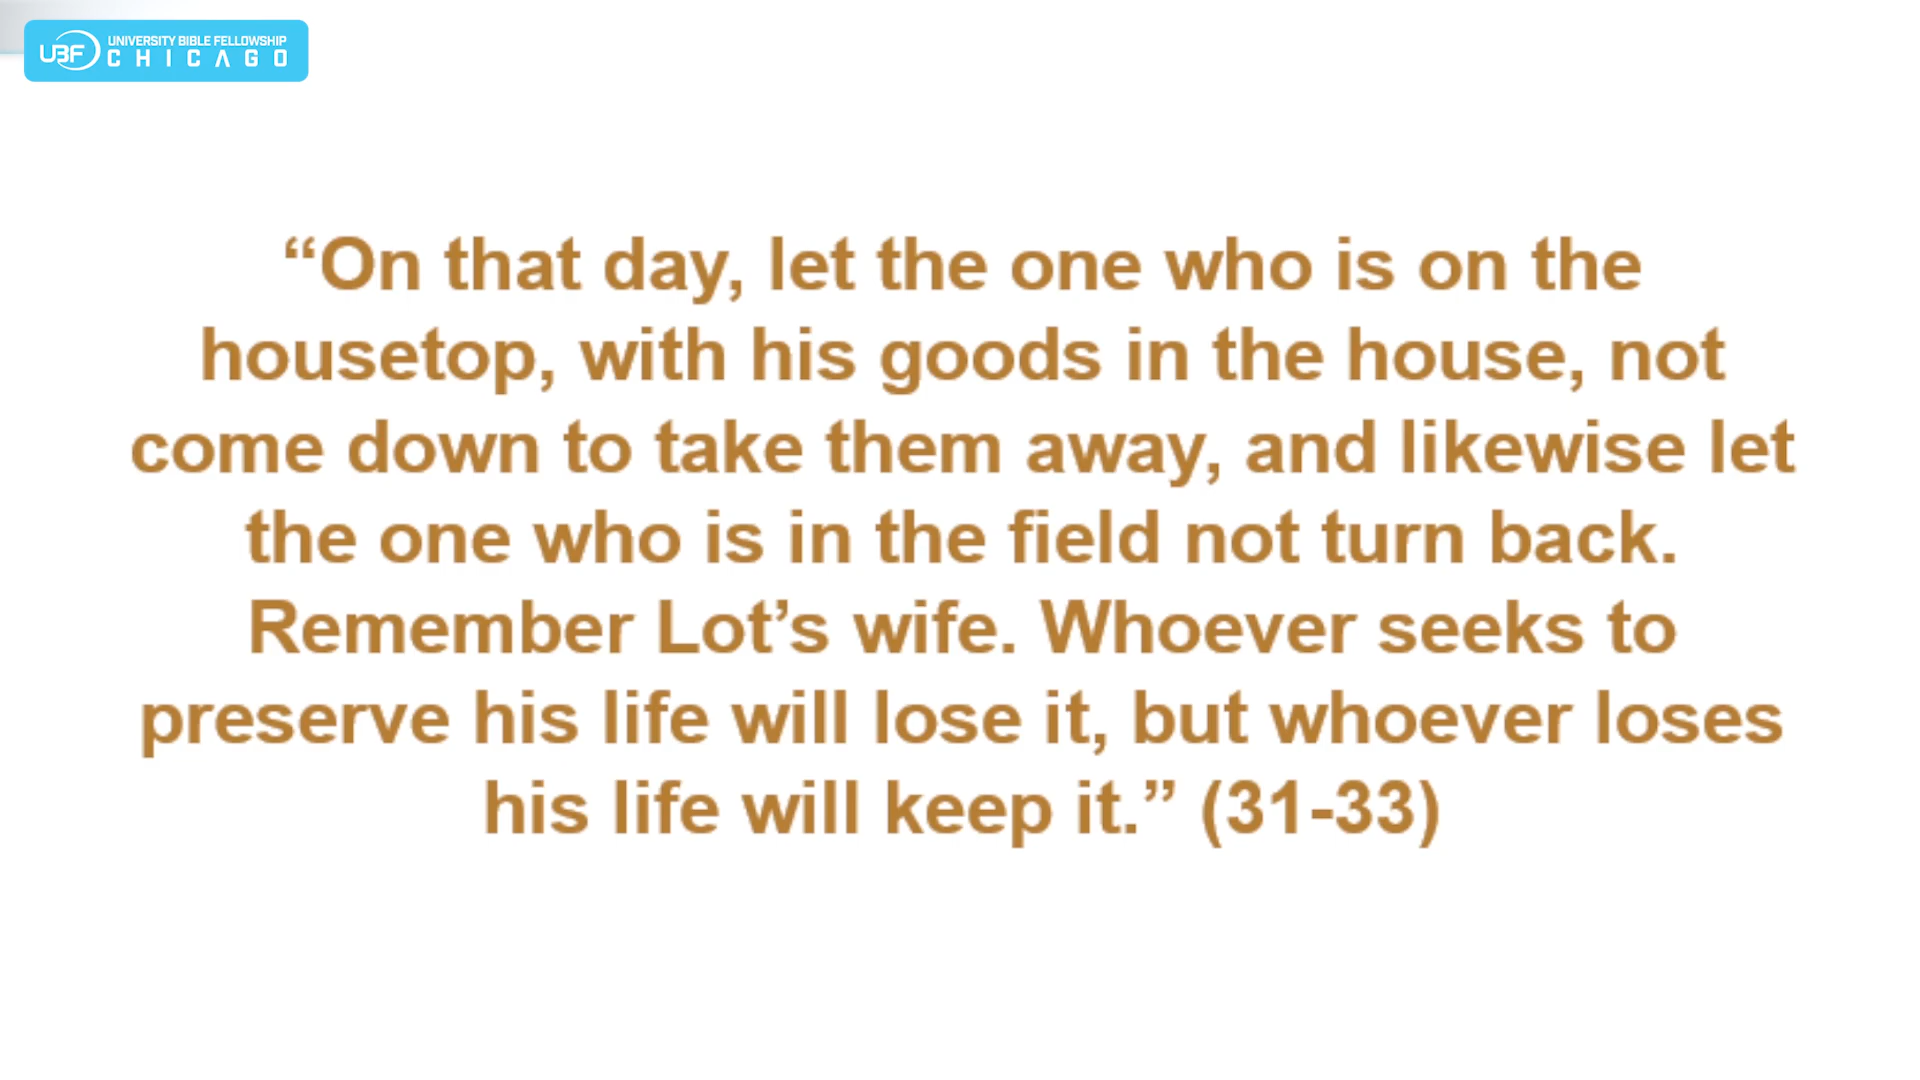 UBF UNIVERSITY BIBLE FELLOWSHIP
CHICAGO
“On that day, let the one who is on the
housetop, with his goods in the house, not
come down to take them away, and likewise let
the one who is in the field not turn back.
Remember Lot’s wife. Whoever seeks to
preserve his life will lose it, but whoever loses
his life will keep it.” (31-33)